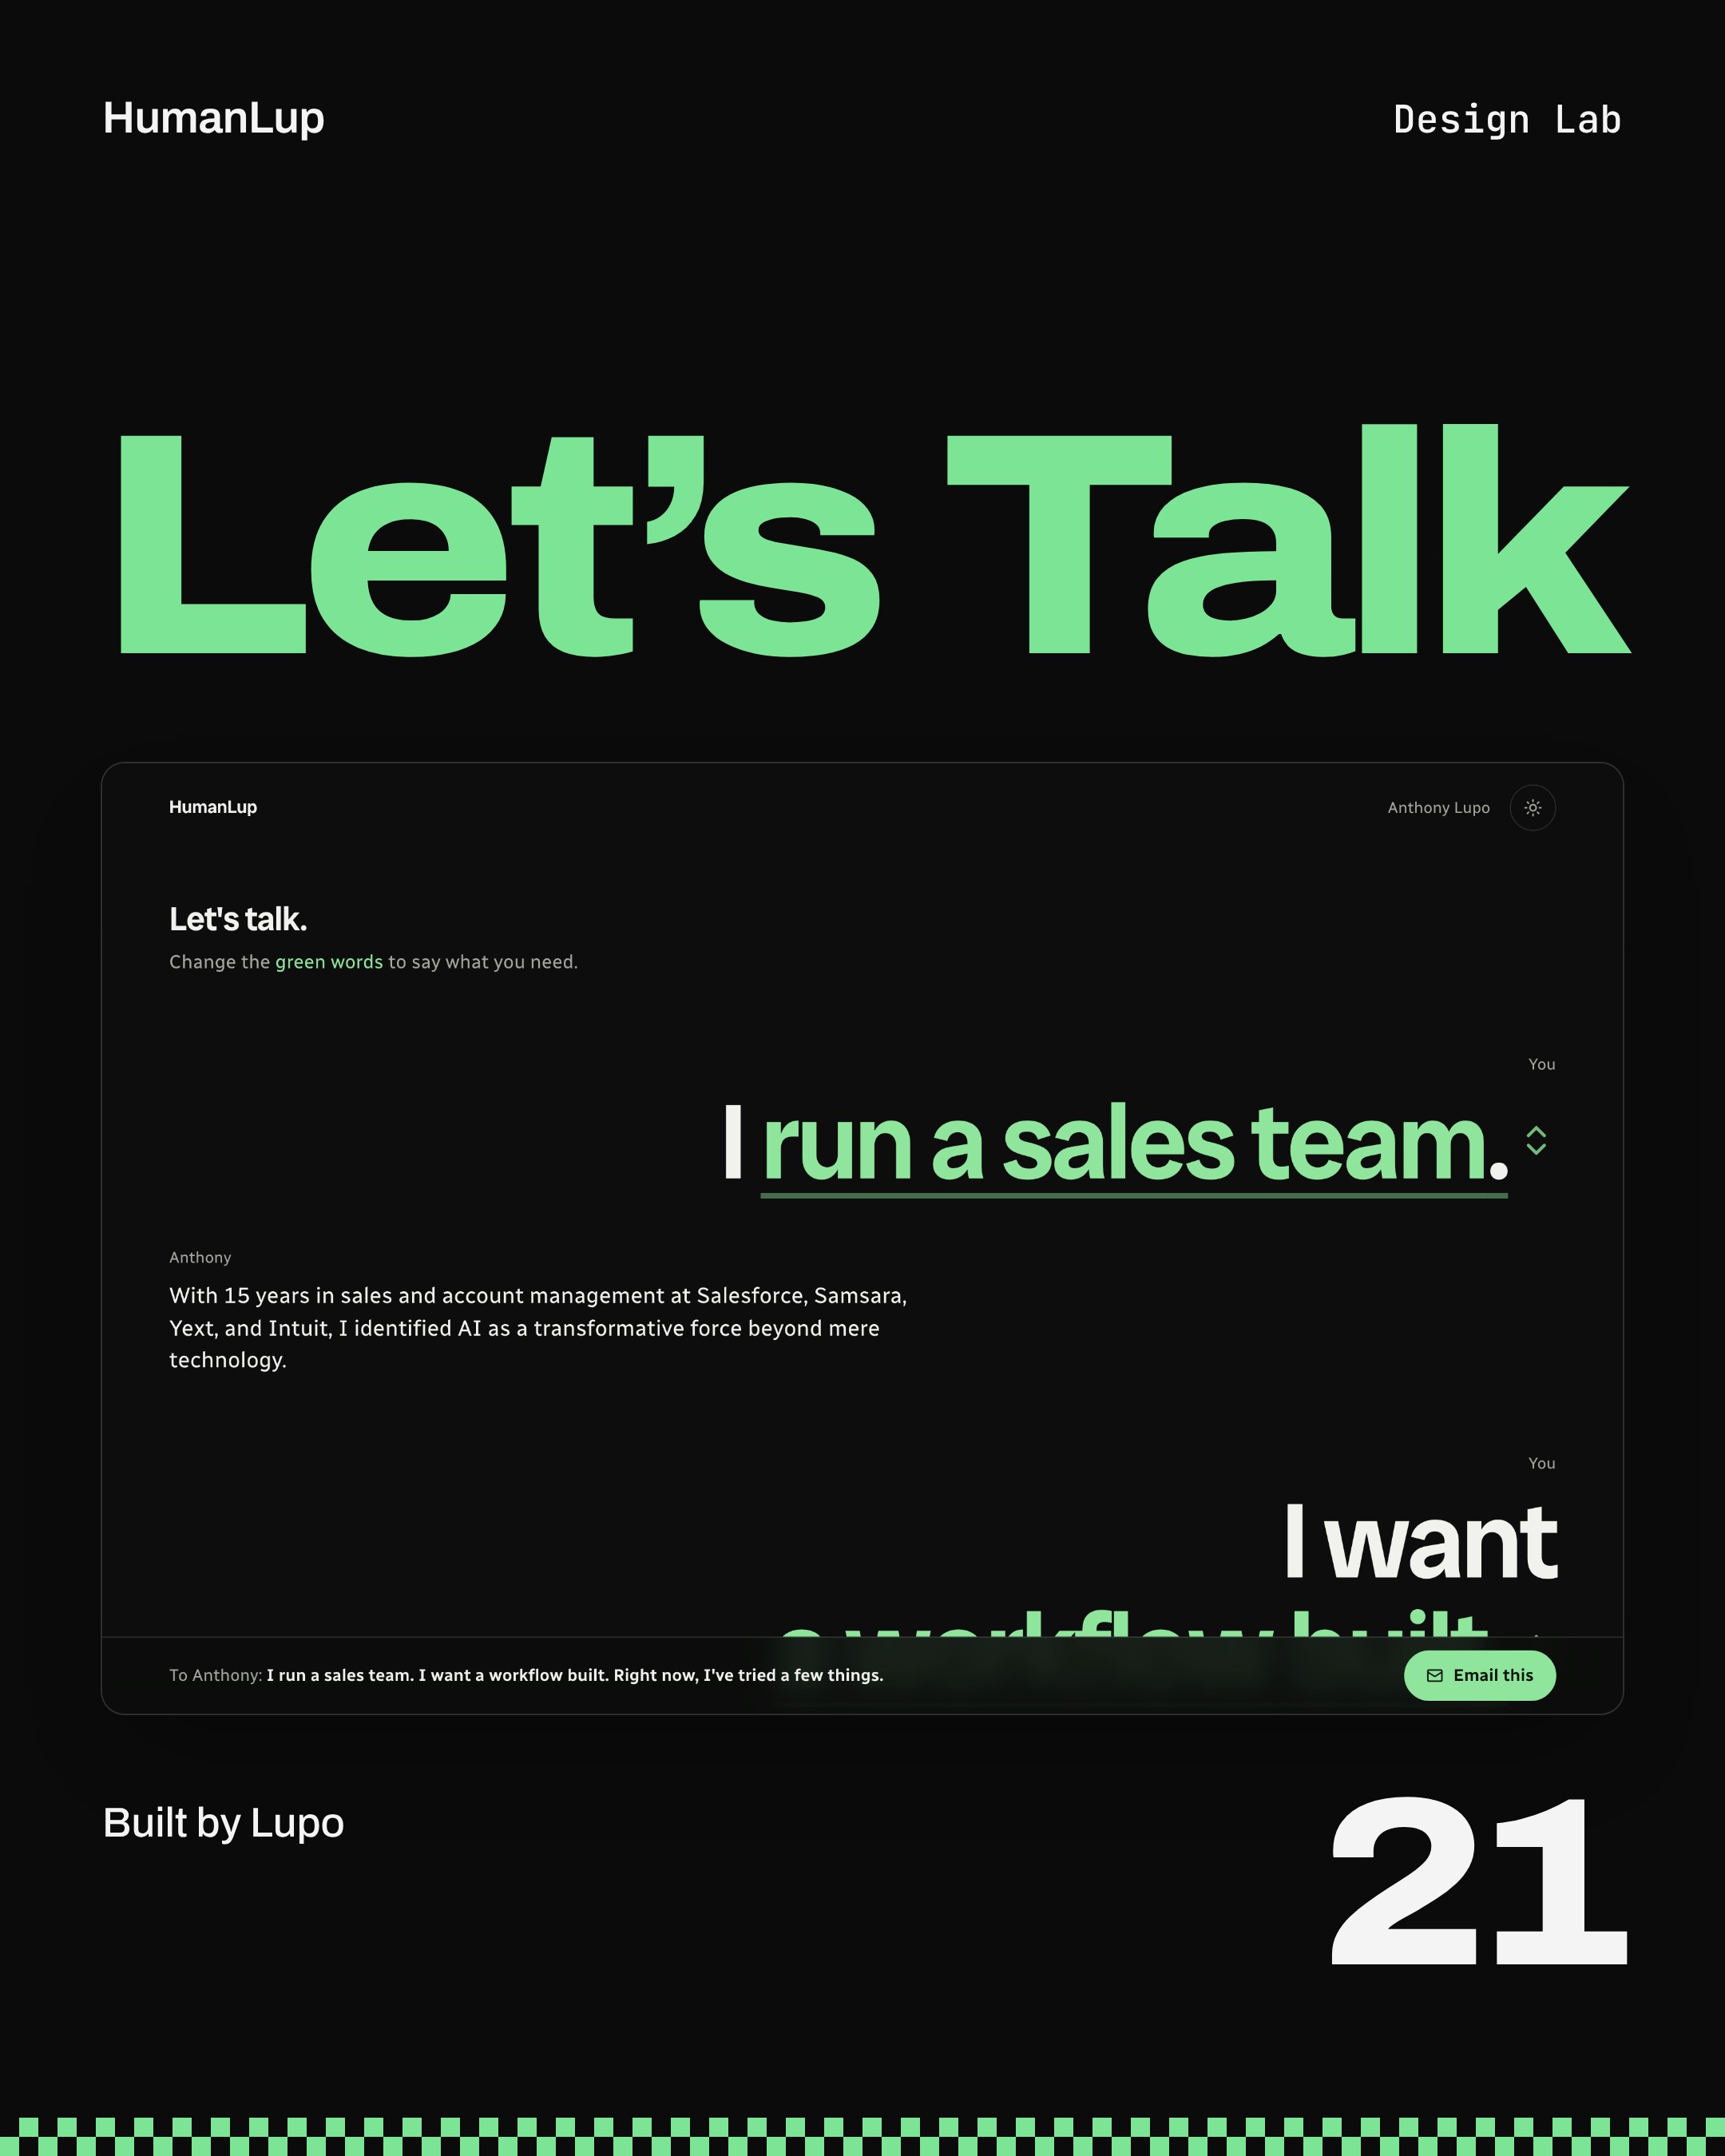 HumanLup
Design Lab
Let’s Talk
HumanLup
Anthony Lupo
Let's talk.
Change the green words to say what you need.
You
I run a sales team.
Anthony
With 15 years in sales and account management at Salesforce, Samsara,
Yext, and Intuit, I identified AI as a transformative force beyond mere
technology.
You
I want
a workflow built.
To Anthony: I run a sales team. I want a workflow built. Right now, I've tried a few things.
Email this
Built by Lupo
21